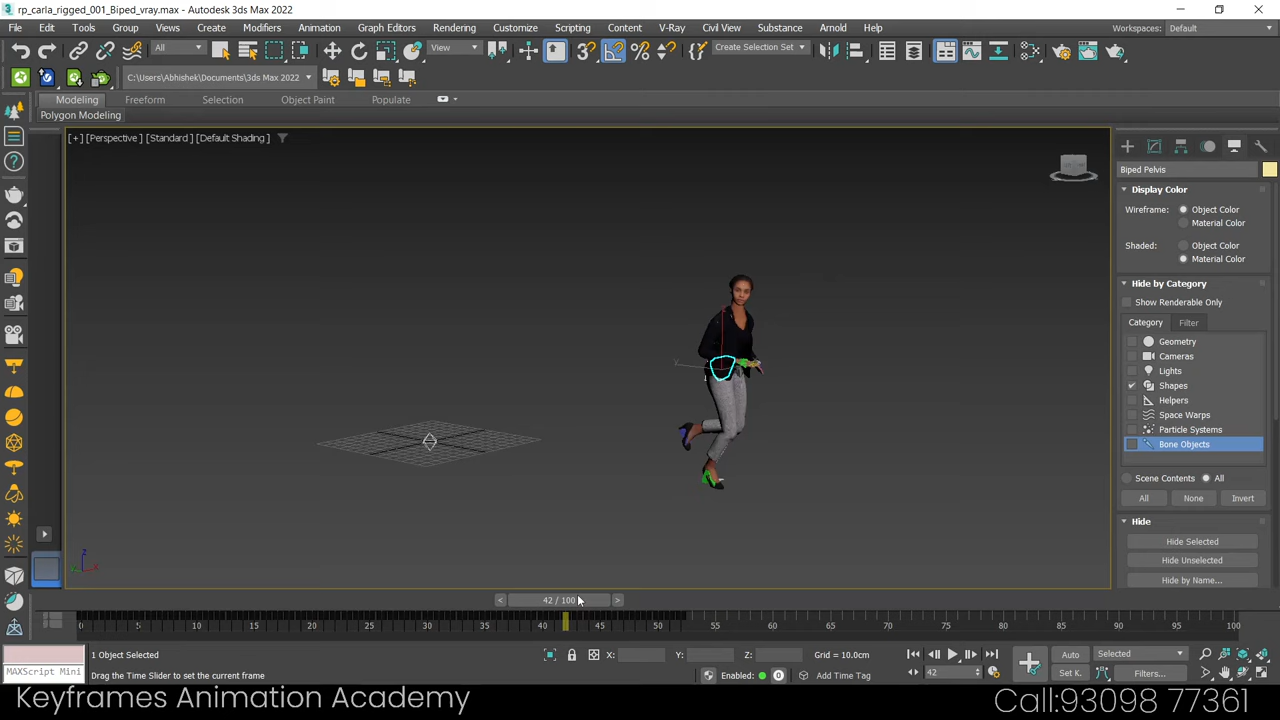 rp_carla_rigged_001_Biped_vray.max - Autodesk 3ds Max 2022
File Edit Tools Group Views Create Modifiers Animation Graph Editors Rendering Customize Scripting Content V-Ray Civil View Substance Arnold Help
Workspaces: Default
All View Create Selection Set
C:\Users\Abhishek\Documents\3ds Max 2022
Modeling Freeform Selection Object Paint Populate
Polygon Modeling
[+] [Perspective ] [Standard ] [Default Shading ]
Biped Pelvis
Display Color
Wireframe: Object Color
Material Color
Shaded: Object Color
Material Color
Hide by Category
Show Renderable Only
Category Filter
Geometry
Cameras
Lights
Shapes
Helpers
Space Warps
Particle Systems
Bone Objects
Scene Contents All
All None Invert
Hide
Hide Selected
Hide Unselected
Hide by Name...
< 42 / 100 >
0 5 10 15 20 25 30 35 40 45 50 55 60 65 70 75 80 85 90 95 100
1 Object Selected X: Y: Z: Grid = 10.0cm Auto Selected
MAXScript Mini Drag the Time Slider to set the current frame Enabled: 0 Add Time Tag 42 Set K. Filters...
Keyframes Animation Academy
Call:93098 77361